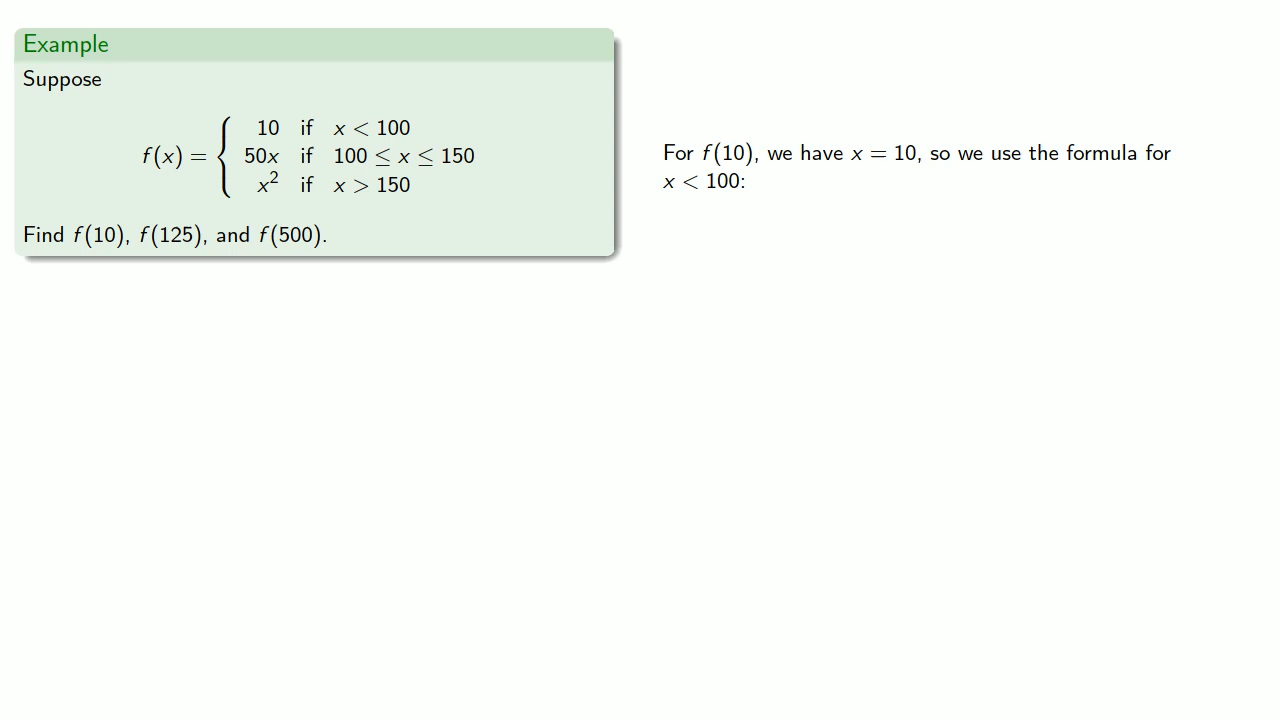 Example
Suppose
10 if x < 100
f(x) = { 50x if 100 ≤ x ≤ 150
x² if x > 150
Find f(10), f(125), and f(500).
For f(10), we have x = 10, so we use the formula for
x < 100: